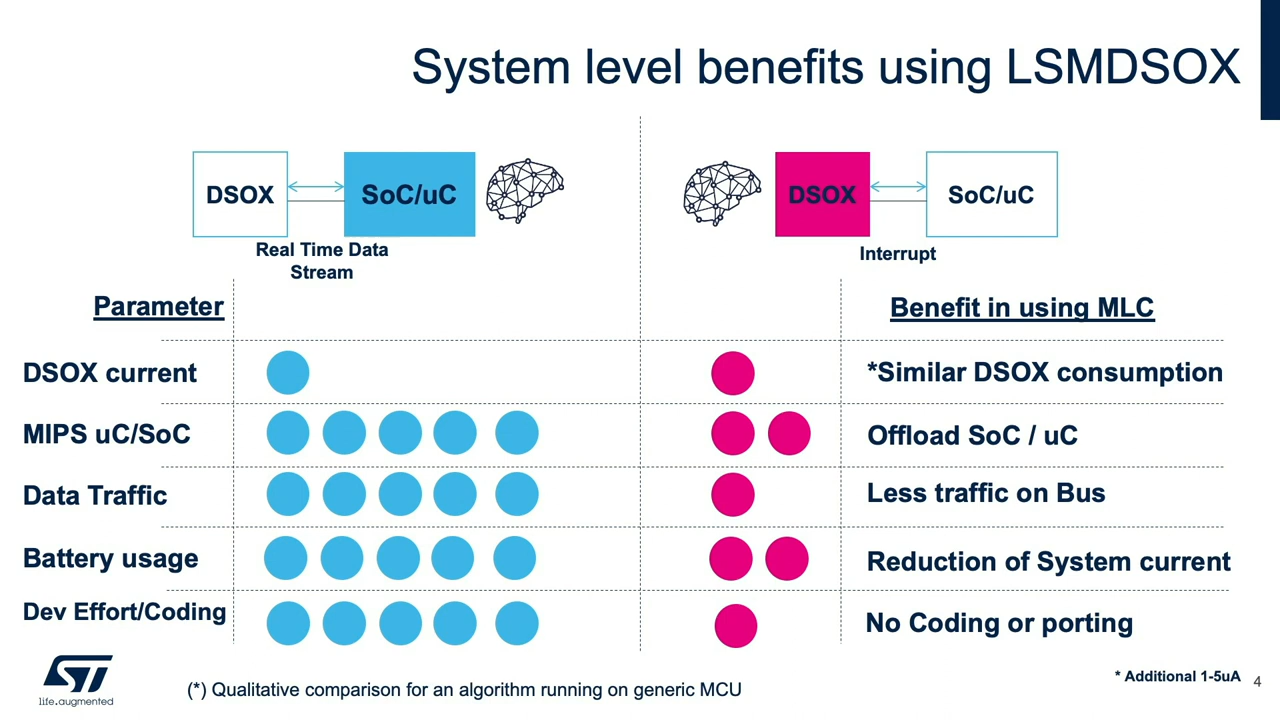 System level benefits using LSMDSOX
DSOX
SoC/uC
Real Time Data
Stream
DSOX
SoC/uC
Interrupt
Parameter
Benefit in using MLC
DSOX current
*Similar DSOX consumption
MIPS uC/SoC
Offload SoC / uC
Data Traffic
Less traffic on Bus
Battery usage
Reduction of System current
Dev Effort/Coding
No Coding or porting
ST
life.augmented
(*) Qualitative comparison for an algorithm running on generic MCU
* Additional 1-5uA
4